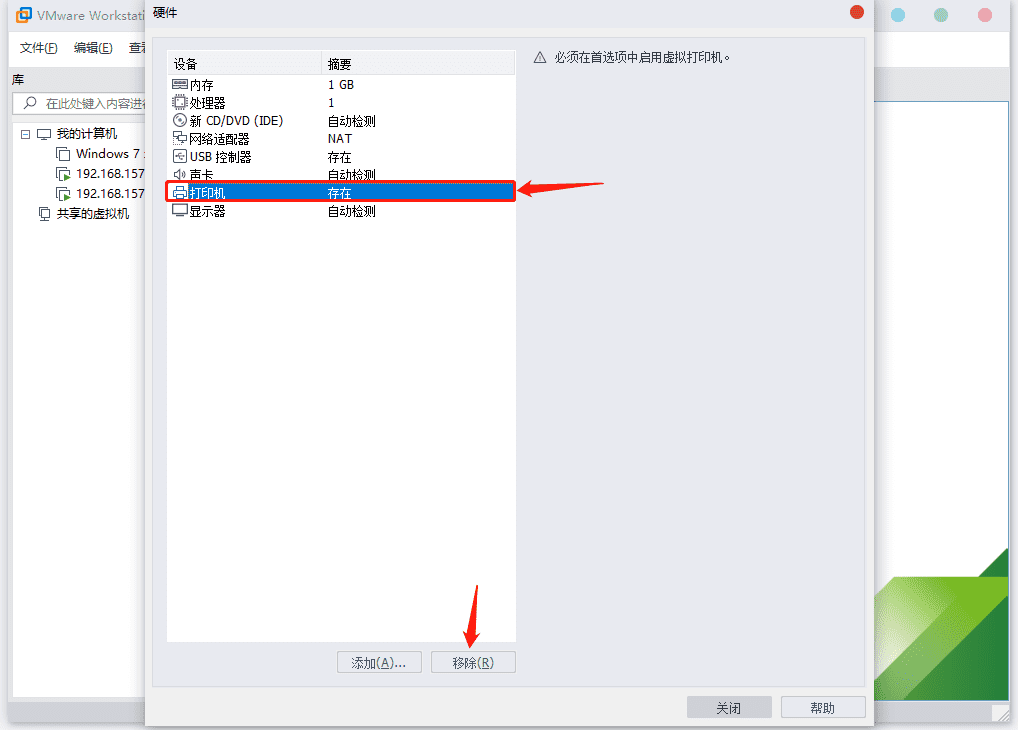 VMware Workstati
硬件
文件(F) 编辑(E) 查看
库
在此处键入内容进行
我的计算机
Windows 7
192.168.157
192.168.157
共享的虚拟机
设备 摘要
内存 1 GB
处理器 1
新 CD/DVD (IDE) 自动检测
网络适配器 NAT
USB 控制器 存在
声卡 自动检测
打印机 存在
显示器 自动检测
必须在首选项中启用虚拟打印机。
添加(A)... 移除(R)
关闭 帮助